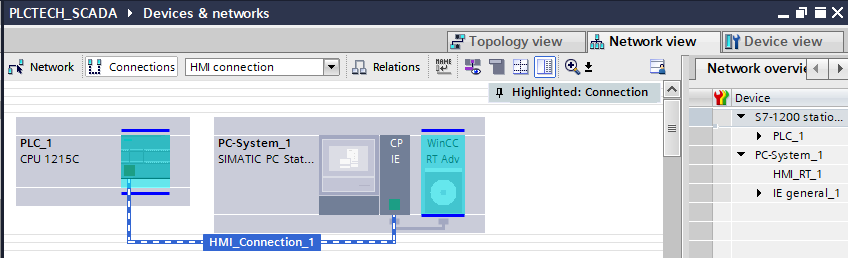 PLCTECH_SCADA ▸ Devices & networks
Topology view
Network view
Device view
Network
Connections
HMI connection
Relations
Network overvie
Highlighted: Connection
Device
S7-1200 statio...
PLC_1
PC-System_1
HMI_RT_1
IE general_1
PLC_1
CPU 1215C
PC-System_1
SIMATIC PC Stat...
CP
IE
WinCC
RT Adv
HMI_Connection_1